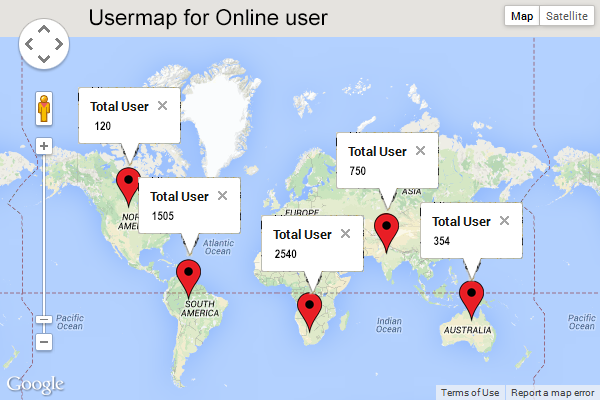 Usermap for Online user
Map
Satellite
Total User
120
Total User
1505
Total User
2540
Total User
750
Total User
354
NOR
AME
Atlantic
Ocean
EUROPE
ASIA
SOUTH
AMERICA
AUSTRALIA
Pacific
Ocean
Indian
Ocean
Pacific
Ocean
Google
Terms of Use
Report a map error